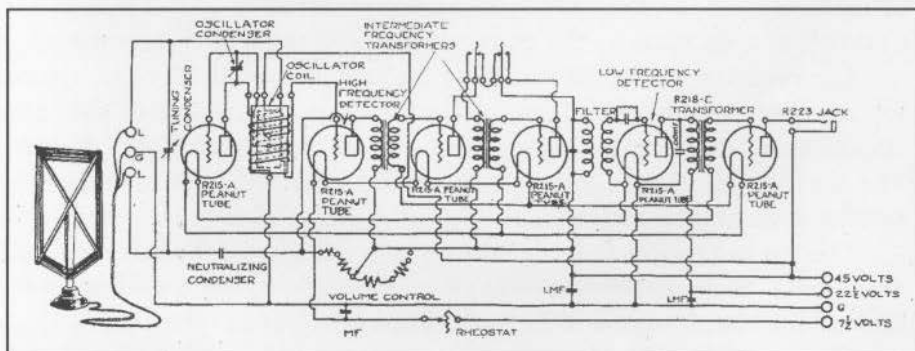 OSCILLATOR
CONDENSER
INTERMEDIATE
FREQUENCY
TRANSFORMERS
OSCILLATOR
COIL
HIGH
FREQUENCY
DETECTOR
LOW FREQUENCY
DETECTOR
TUNING
CONDENSER
FILTER
R218-C
TRANSFORMER
R223 JACK
L
G
L
R215-A
PEANUT
TUBE
R215-A
PEANUT
TUBE
PEANUT
TUBE
R215-A
PEANUT
TUBE
R215-A
PEANUT TUBE
R215-A
PEANUT
TUBE
NEUTRALIZING
CONDENSER
VOLUME CONTROL
MF
RHEOSTAT
LMF
LMF
45 VOLTS
22½ VOLTS
G
7½ VOLTS